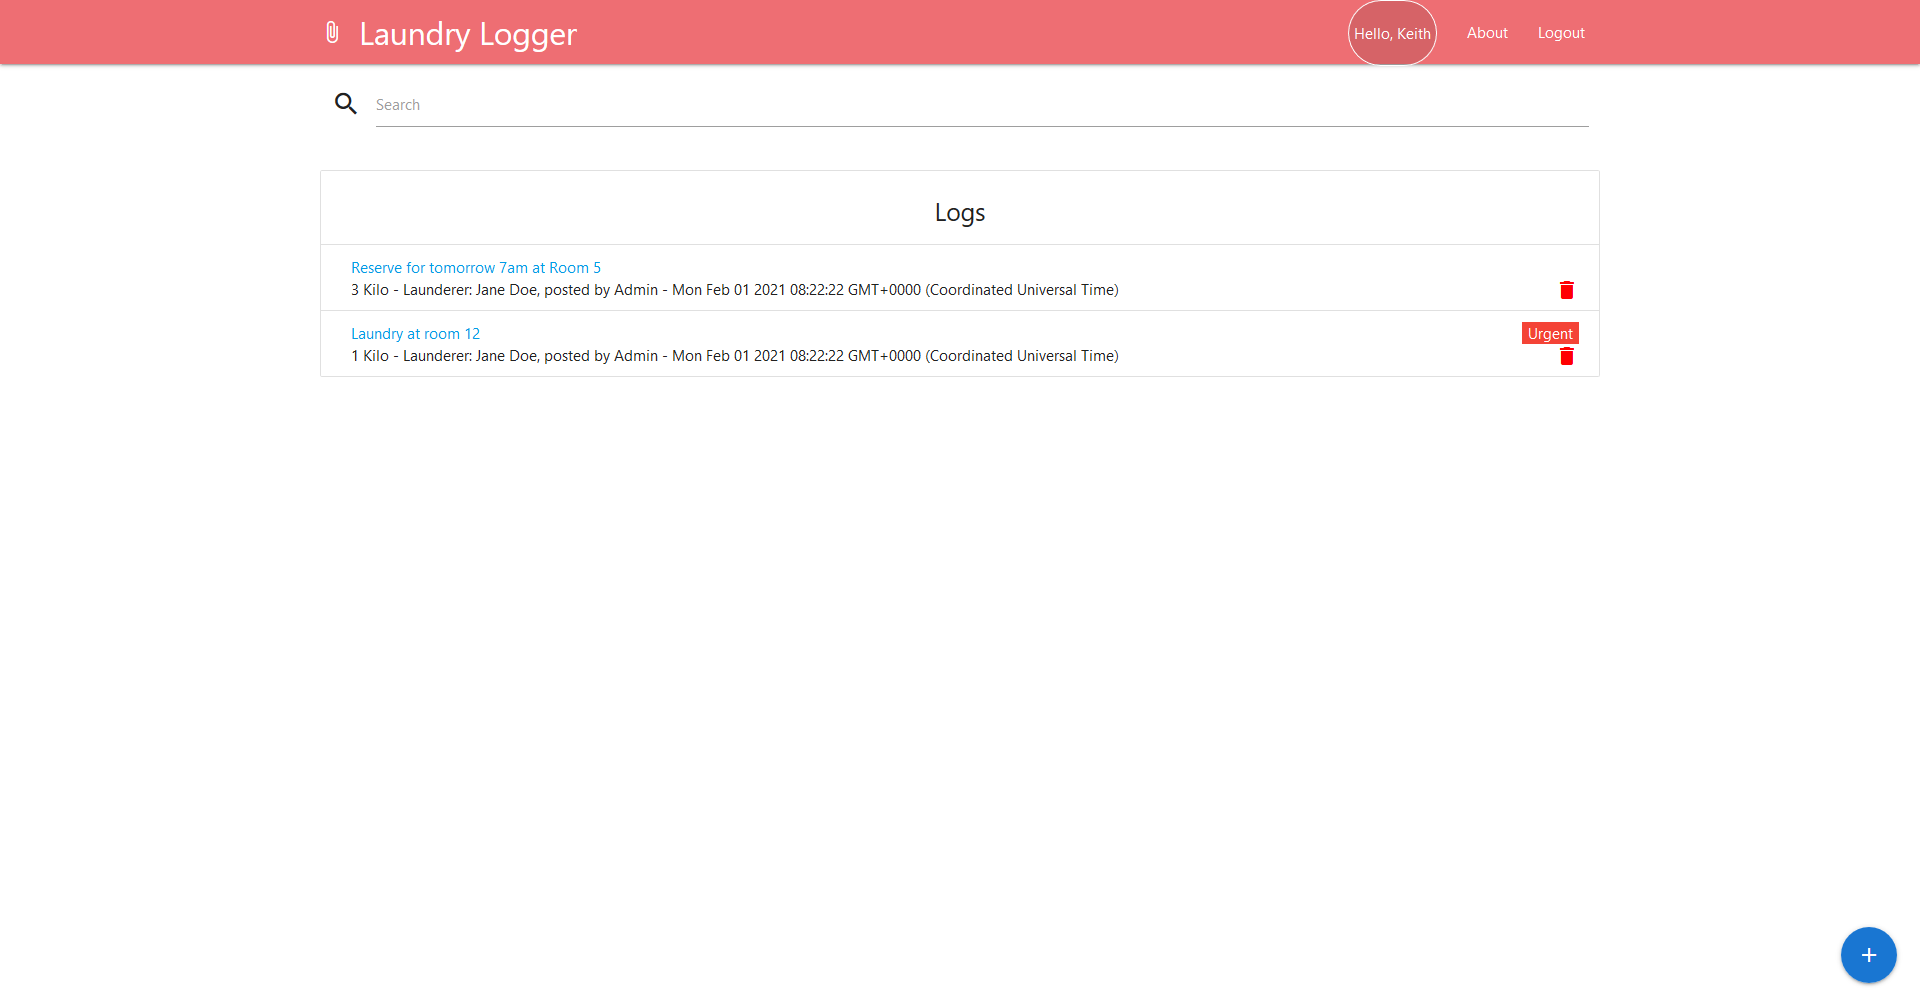 Laundry Logger
Hello, Keith
About
Logout
Search
Logs
Reserve for tomorrow 7am at Room 5
3 Kilo - Launderer: Jane Doe, posted by Admin - Mon Feb 01 2021 08:22:22 GMT+0000 (Coordinated Universal Time)
Laundry at room 12
Urgent
1 Kilo - Launderer: Jane Doe, posted by Admin - Mon Feb 01 2021 08:22:22 GMT+0000 (Coordinated Universal Time)
+